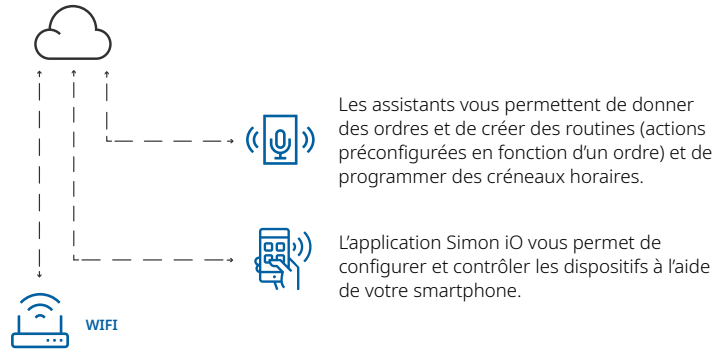 Les assistants vous permettent de donner
des ordres et de créer des routines (actions
préconfigurées en fonction d’un ordre) et de
programmer des créneaux horaires.
L’application Simon iO vous permet de
configurer et contrôler les dispositifs à l’aide
de votre smartphone.
WIFI